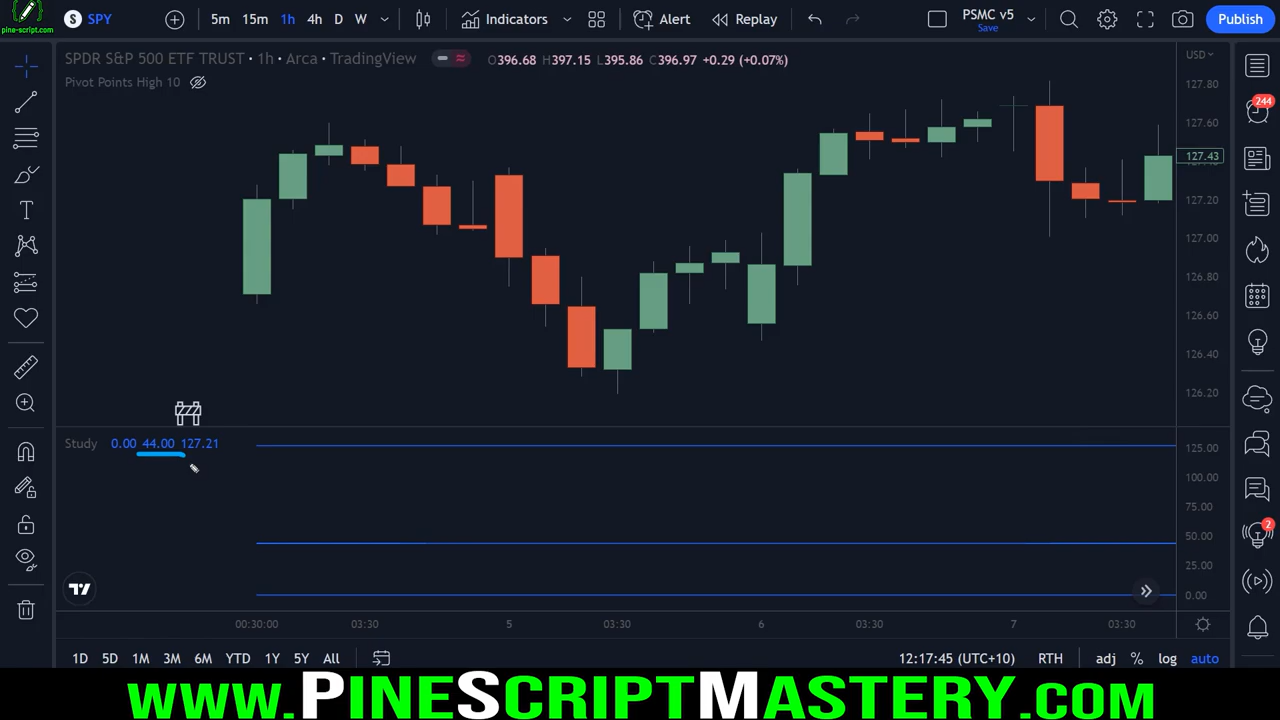 pine-script.com
SPY
5m 15m 1h 4h D W
Indicators
Alert
Replay
PSMC v5
Save
Publish
SPDR S&P 500 ETF TRUST · 1h · Arca · TradingView
O396.68 H397.15 L395.86 C396.97 +0.29 (+0.07%)
USD
Pivot Points High 10
127.80
244
127.60
127.43
127.20
127.00
126.80
126.60
126.40
126.20
Study 0.00 44.00 127.21
125.00
100.00
75.00
50.00
2
25.00
0.00
00:30:00 03:30 5 03:30 6 03:30 7 03:30
1D 5D 1M 3M 6M YTD 1Y 5Y All
12:17:45 (UTC+10) RTH adj % log auto
www.PineScriptMastery.com